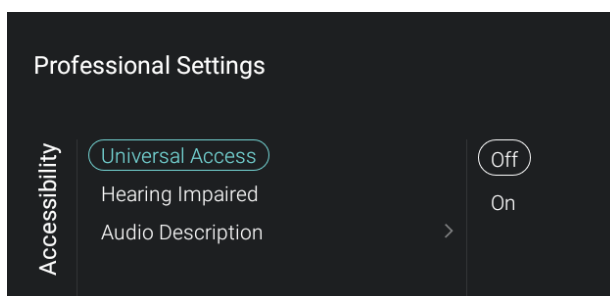 Professional Settings
Accessibility
Universal Access
Hearing Impaired
Audio Description
Off
On